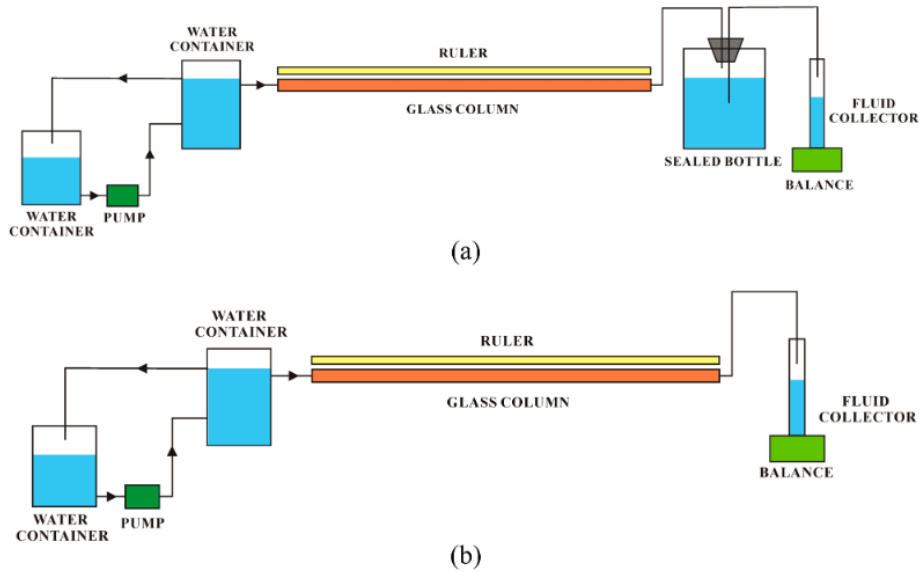 WATER
CONTAINER
RULER
GLASS COLUMN
FLUID
COLLECTOR
SEALED BOTTLE
BALANCE
PUMP
WATER
CONTAINER
(a)
WATER
CONTAINER
RULER
GLASS COLUMN
FLUID
COLLECTOR
BALANCE
WATER
CONTAINER
PUMP
(b)